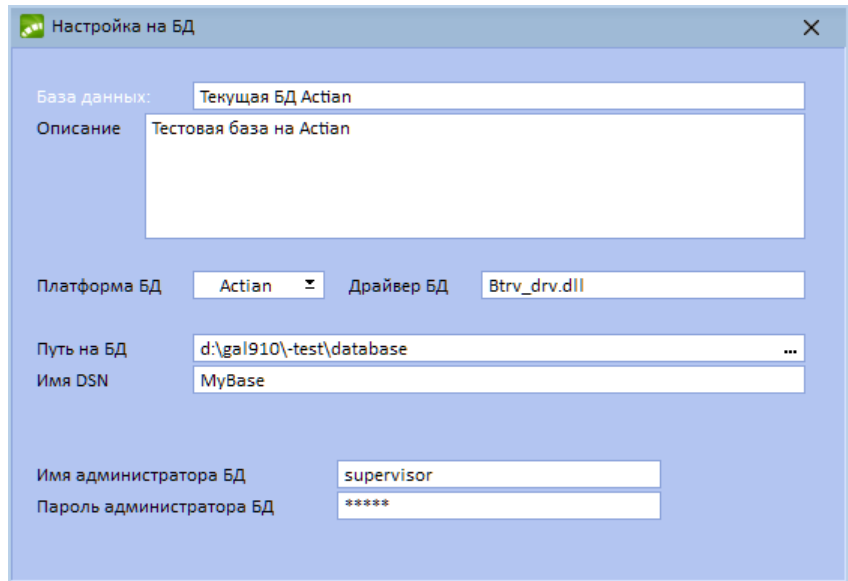 Настройка на БД
База данных: Текущая БД Actian
Описание Тестовая база на Actian
Платформа БД Actian Драйвер БД Btrv_drv.dll
Путь на БД d:\gal910\-test\database ...
Имя DSN MyBase
Имя администратора БД supervisor
Пароль администратора БД *****